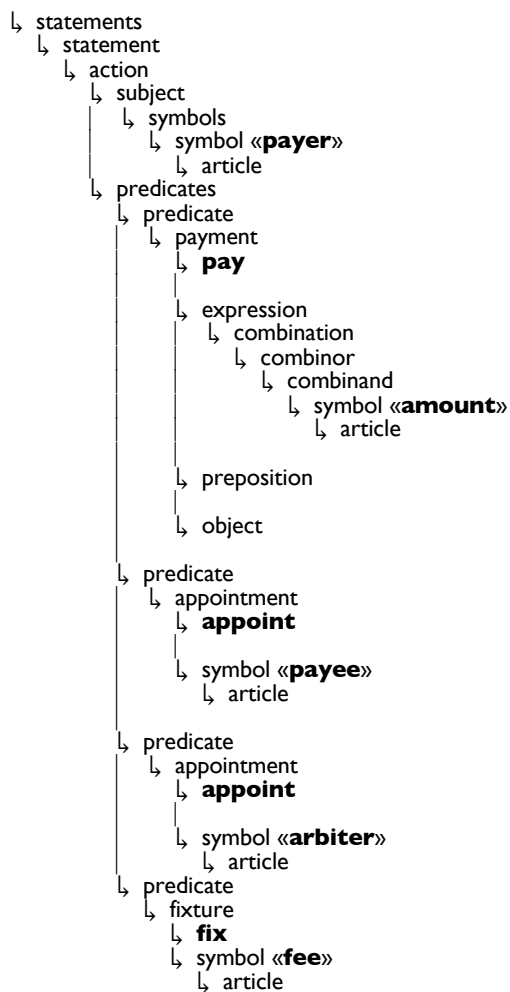 statements
statement
action
subject
symbols
symbol «payer»
article
predicates
predicate
payment
pay
expression
combination
combinor
combinand
symbol «amount»
article
preposition
object
predicate
appointment
appoint
symbol «payee»
article
predicate
appointment
appoint
symbol «arbiter»
article
predicate
fixture
fix
symbol «fee»
article